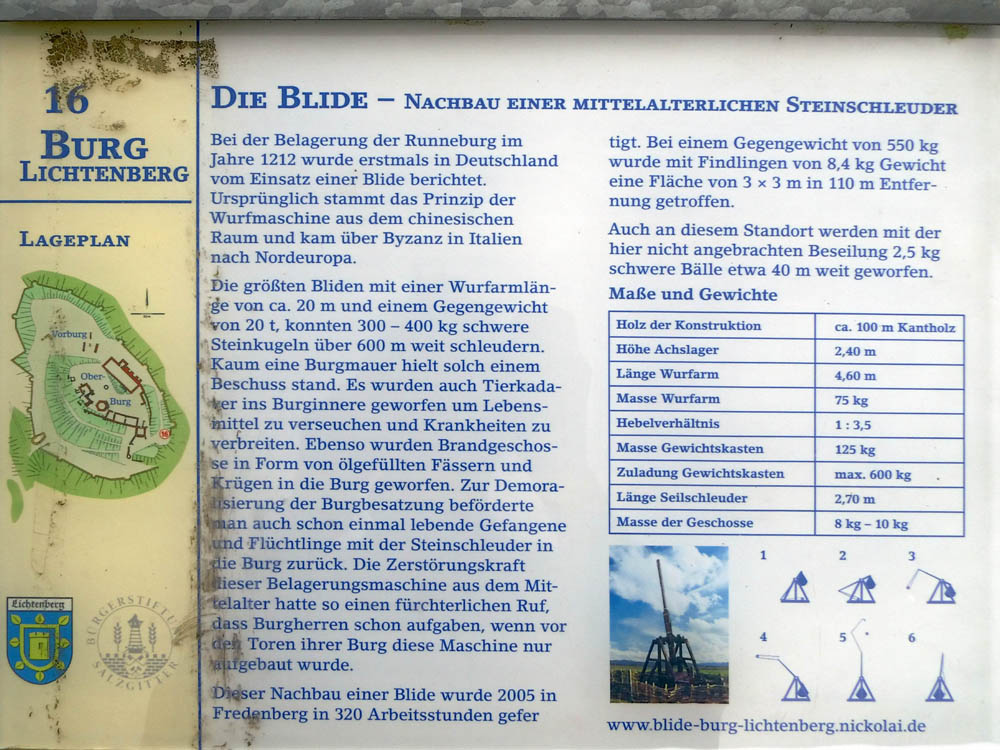 16
BURG
LICHTENBERG
LAGEPLAN
Vorburg
Ober-
Burg
16
Lichtenberg
BÜRGERSTIFTUNG
SALZGITTER
DIE BLIDE – NACHBAU EINER MITTELALTERLICHEN STEINSCHLEUDER
Bei der Belagerung der Runneburg im
Jahre 1212 wurde erstmals in Deutschland
vom Einsatz einer Blide berichtet.
Ursprünglich stammt das Prinzip der
Wurfmaschine aus dem chinesischen
Raum und kam über Byzanz in Italien
nach Nordeuropa.
Die größten Bliden mit einer Wurfarmlän-
ge von ca. 20 m und einem Gegengewicht
von 20 t, konnten 300 – 400 kg schwere
Steinkugeln über 600 m weit schleudern.
Kaum eine Burgmauer hielt solch einem
Beschuss stand. Es wurden auch Tierkada-
ver ins Burginnere geworfen um Lebens-
mittel zu verseuchen und Krankheiten zu
verbreiten. Ebenso wurden Brandgeschos-
se in Form von ölgefüllten Fässern und
Krügen in die Burg geworfen. Zur Demora-
lisierung der Burgbesatzung beförderte
man auch schon einmal lebende Gefangene
und Flüchtlinge mit der Steinschleuder in
die Burg zurück. Die Zerstörungskraft
dieser Belagerungsmaschine aus dem Mit-
telalter hatte so einen fürchterlichen Ruf,
dass Burgherren schon aufgaben, wenn vor
den Toren ihrer Burg diese Maschine nur
aufgebaut wurde.
Dieser Nachbau einer Blide wurde 2005 in
Fredenberg in 320 Arbeitsstunden gefer
tigt. Bei einem Gegengewicht von 550 kg
wurde mit Findlingen von 8,4 kg Gewicht
eine Fläche von 3 × 3 m in 110 m Entfer-
nung getroffen.
Auch an diesem Standort werden mit der
hier nicht angebrachten Beseilung 2,5 kg
schwere Bälle etwa 40 m weit geworfen.
Maße und Gewichte
Holz der Konstruktion ca. 100 m Kantholz
Höhe Achslager 2,40 m
Länge Wurfarm 4,60 m
Masse Wurfarm 75 kg
Hebelverhältnis 1 : 3,5
Masse Gewichtskasten 125 kg
Zuladung Gewichtskasten max. 600 kg
Länge Seilschleuder 2,70 m
Masse der Geschosse 8 kg – 10 kg
1 2 3
4 5 6
www.blide-burg-lichtenberg.nickolai.de